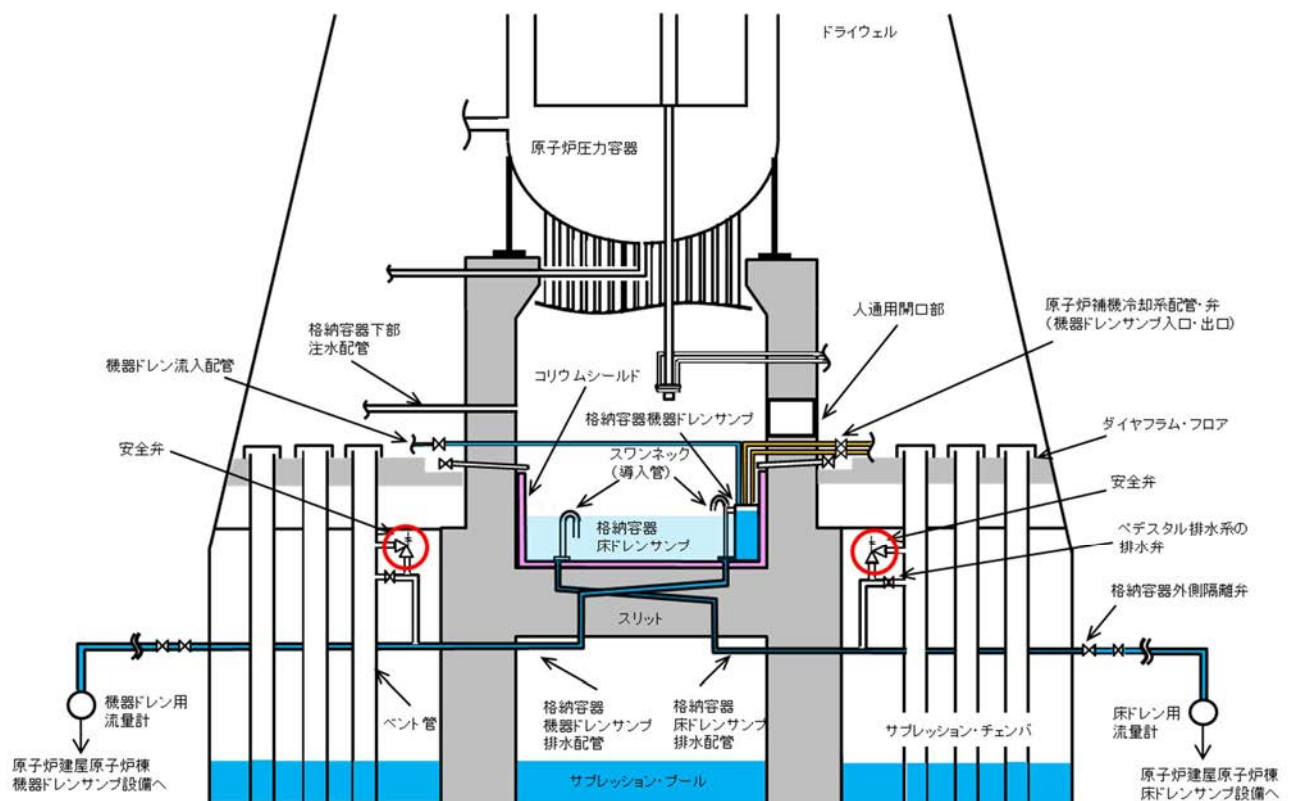 ドライウェル
原子炉圧力容器
人通用開口部
原子炉補機冷却系配管・弁
(機器ドレンサンプ入口・出口)
格納容器下部
注水配管
機器ドレン流入配管
コリウムシールド
格納容器機器ドレンサンプ
ダイヤフラム・フロア
安全弁
スワンネック
(導入管)
安全弁
格納容器
床ドレンサンプ
ペデスタル排水系の
排水弁
格納容器外側隔離弁
スリット
機器ドレン用
流量計
ベント管
格納容器
機器ドレンサンプ
排水配管
格納容器
床ドレンサンプ
排水配管
サプレッション・チェンバ
床ドレン用
流量計
原子炉建屋原子炉棟
機器ドレンサンプ設備へ
サプレッション・プール
原子炉建屋原子炉棟
床ドレンサンプ設備へ